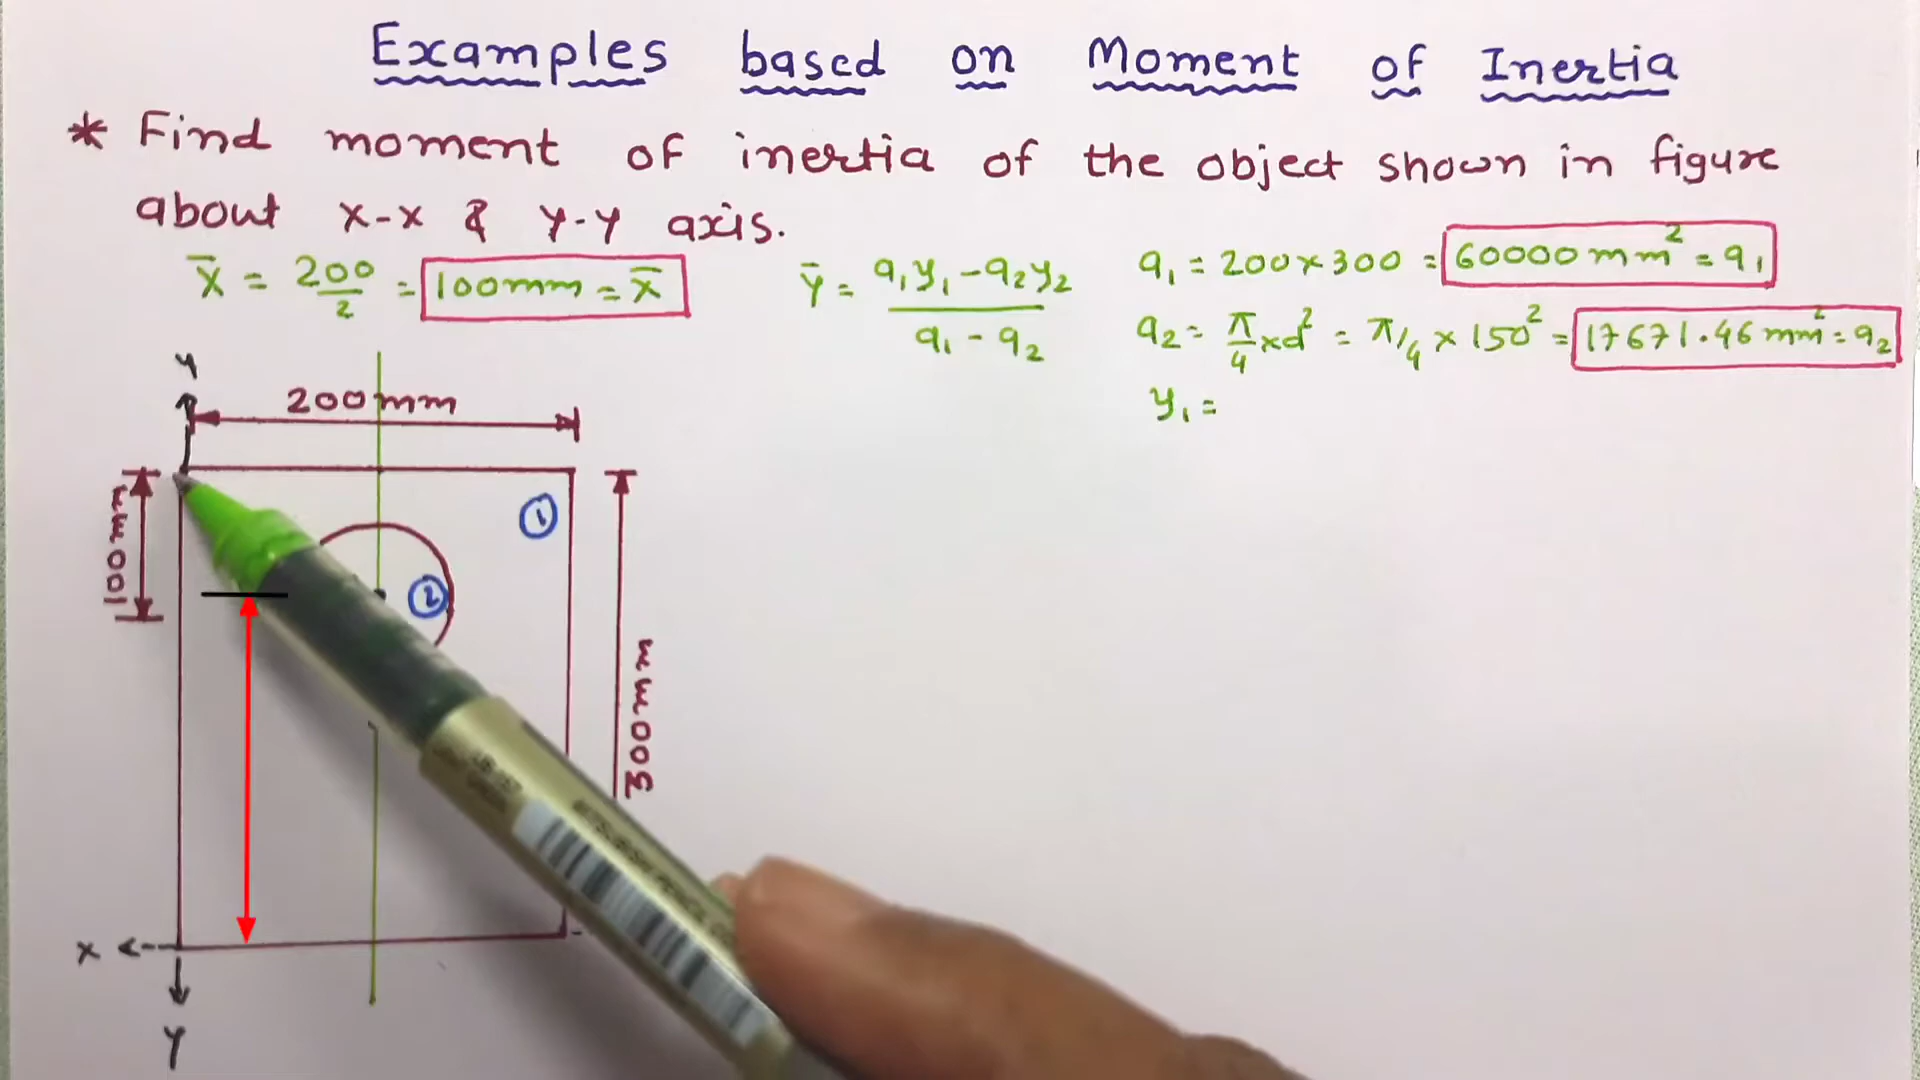 Examples based on Moment of Inertia
* Find moment of inertia of the object shown in figure
about x-x & y-y axis.
X̄ = 200/2 = 100mm = x̄
Ȳ = a₁y₁ - a₂y₂ / a₁ - a₂
a₁ = 200 x 300 = 60000 mm² = a₁
a₂ = π/4 x d² = π/4 x 150² = 17671.46 mm² = a₂
y₁ =
y
200mm
100mm
①
②
300mm
x
y